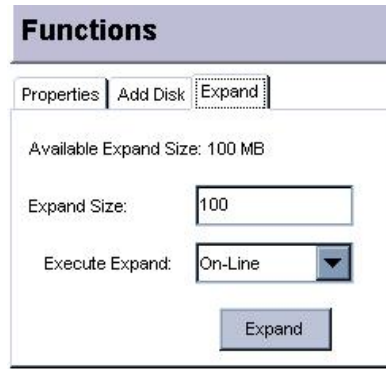 Functions
Properties Add Disk Expand
Available Expand Size: 100 MB
Expand Size: 100
Execute Expand: On-Line
Expand